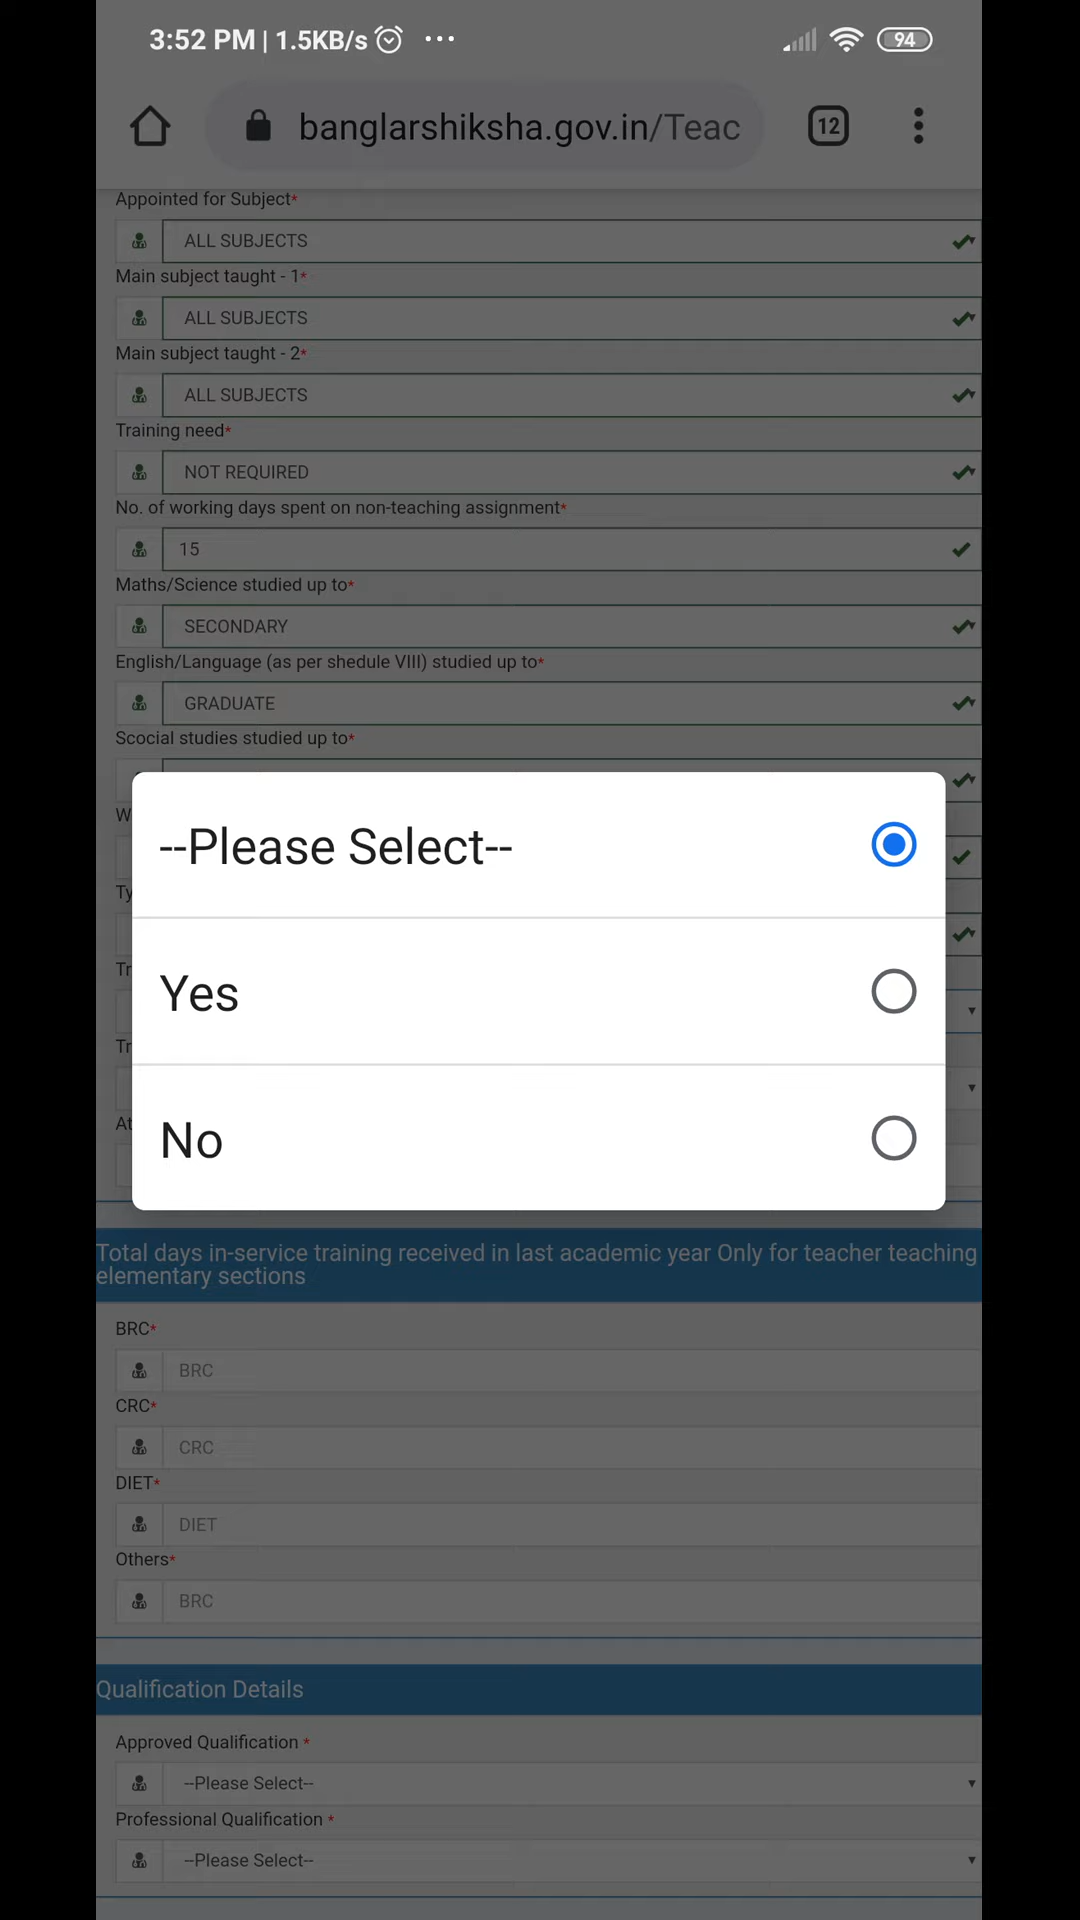 3:52 PM | 1.5KB/s ...
94
banglarshiksha.gov.in/Teac
12
Appointed for Subject*
ALL SUBJECTS
Main subject taught - 1*
ALL SUBJECTS
Main subject taught - 2*
ALL SUBJECTS
Training need*
NOT REQUIRED
No. of working days spent on non-teaching assignment*
15
Maths/Science studied up to*
SECONDARY
English/Language (as per shedule VIII) studied up to*
GRADUATE
Scocial studies studied up to*
W
Ty
Tr
Tr
At
--Please Select--
Yes
No
Total days in-service training received in last academic year Only for teacher teaching
elementary sections
BRC*
BRC
CRC*
CRC
DIET*
DIET
Others*
BRC
Qualification Details
Approved Qualification *
--Please Select--
Professional Qualification *
--Please Select--